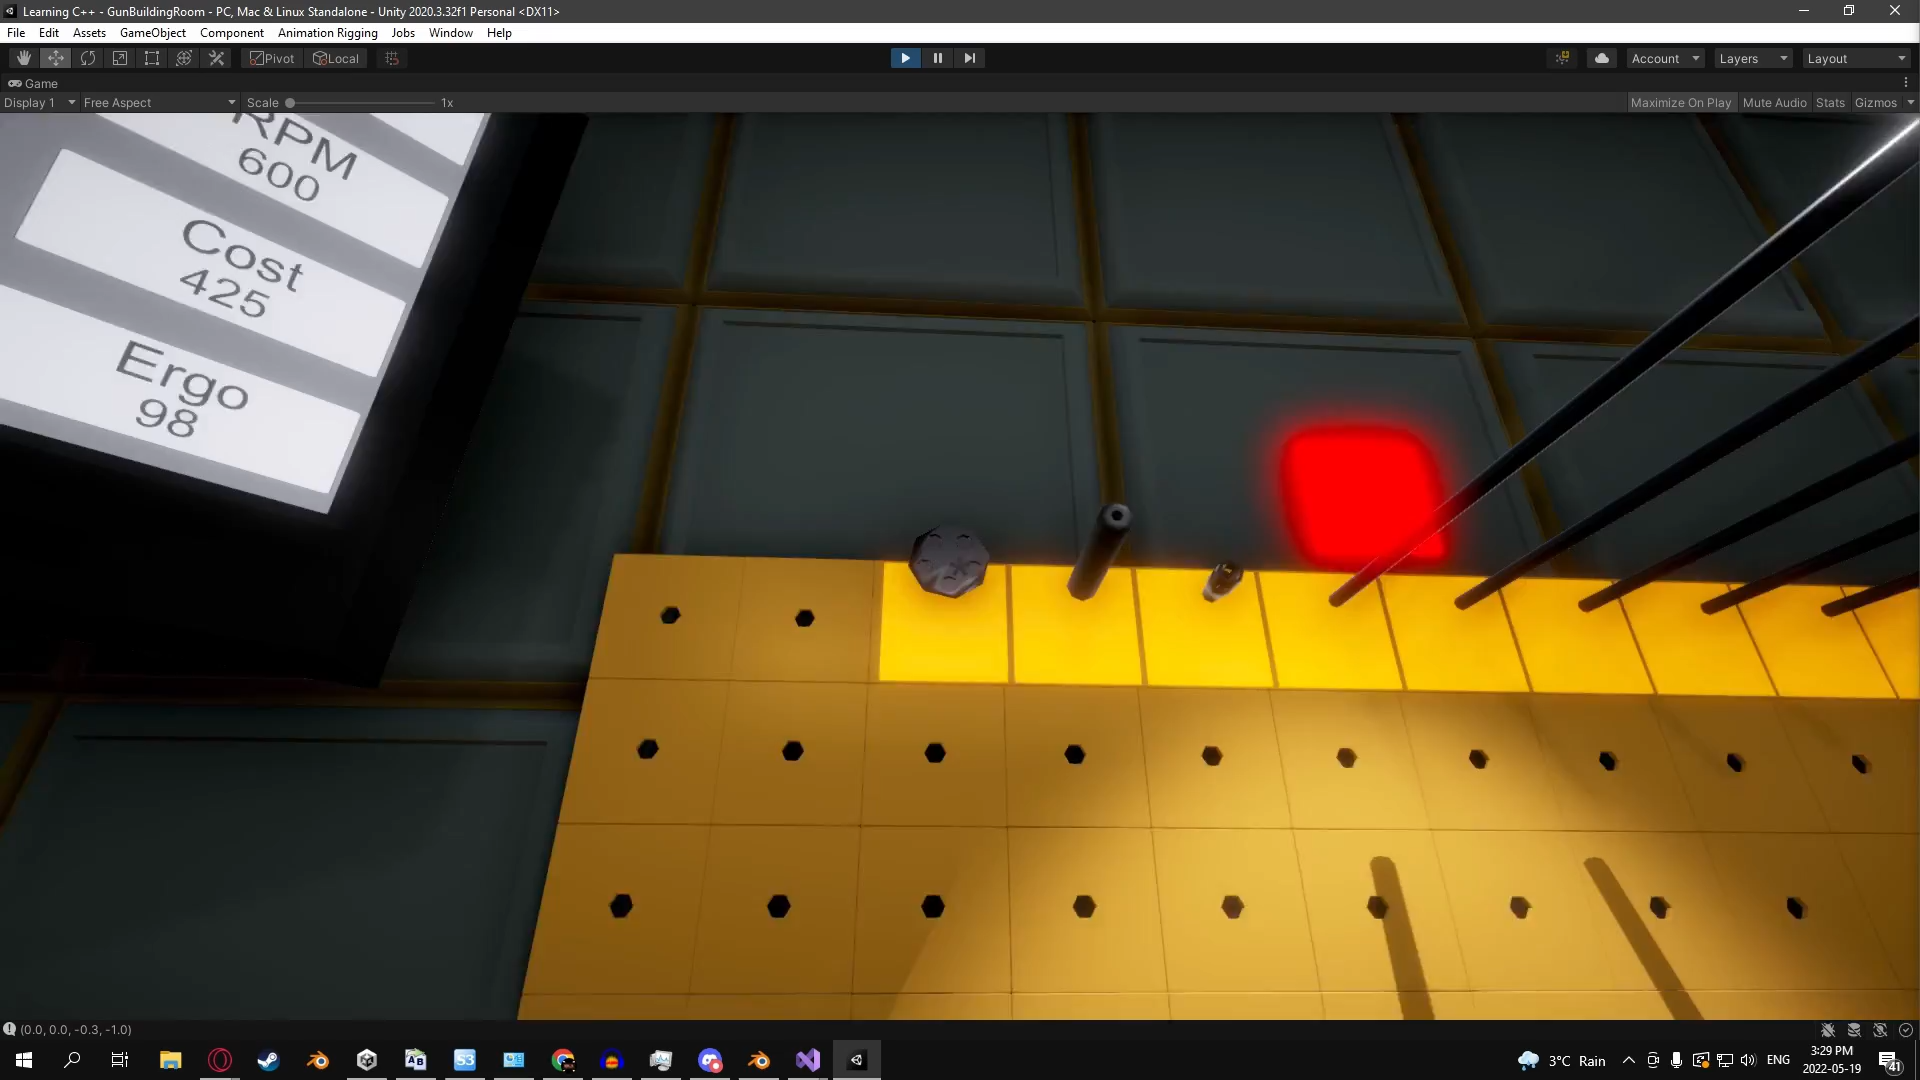 Learning C++ - GunBuildingRoom - PC, Mac & Linux Standalone - Unity 2020.3.32f1 Personal <DX11>
File Edit Assets GameObject Component Animation Rigging Jobs Window Help
Pivot Local Account Layers Layout
Game
Display 1 Free Aspect Scale 1x Maximize On Play Mute Audio Stats Gizmos
RPM
600
Cost
425
Ergo
98
(0.0, 0.0, -0.3, -1.0)
3°C Rain ENG 3:29 PM
2022-05-19
41